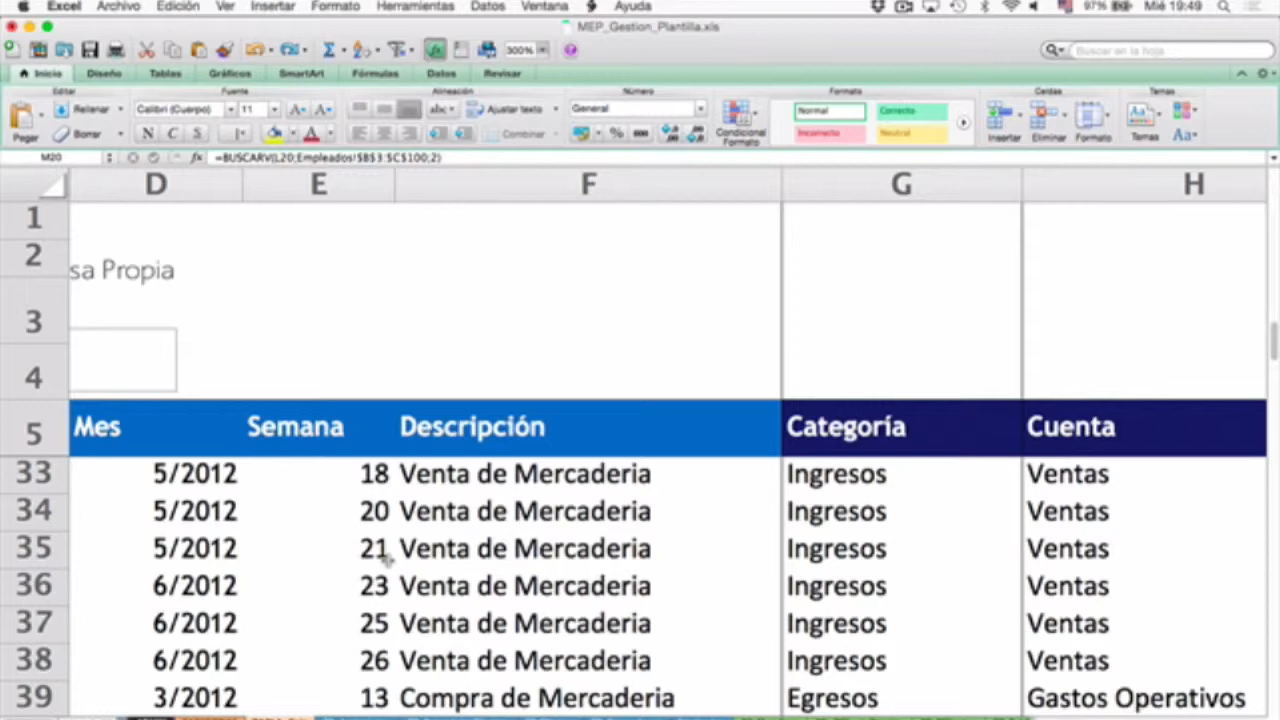 Excel Archivo Edición Ver Insertar Formato Herramientas Datos Ventana Ayuda 97% Mié 19:49
MEP_Gestion_Plantilla.xls
300% Buscar en la hoja
Inicio Diseño Tablas Gráficos SmartArt Fórmulas Datos Revisar
Editar Fuente Alineación Número Formato Celdas Temas
Rellenar Calibri (Cuerpo) 11 A A abc Ajustar texto General Normal Correcto
Pegar Borrar N C S A Combinar % 000 Condicional Formato Incorrecto Neutral Insertar Eliminar Formato Temas Aa
M20 fx =BUSCARV(L20;Empleados!$B$3:$C$100;2)
D E F G H
1
2 sa Propia
3
4
5 Mes Semana Descripción Categoría Cuenta
33 5/2012 18 Venta de Mercaderia Ingresos Ventas
34 5/2012 20 Venta de Mercaderia Ingresos Ventas
35 5/2012 21 Venta de Mercaderia Ingresos Ventas
36 6/2012 23 Venta de Mercaderia Ingresos Ventas
37 6/2012 25 Venta de Mercaderia Ingresos Ventas
38 6/2012 26 Venta de Mercaderia Ingresos Ventas
39 3/2012 13 Compra de Mercaderia Egresos Gastos Operativos